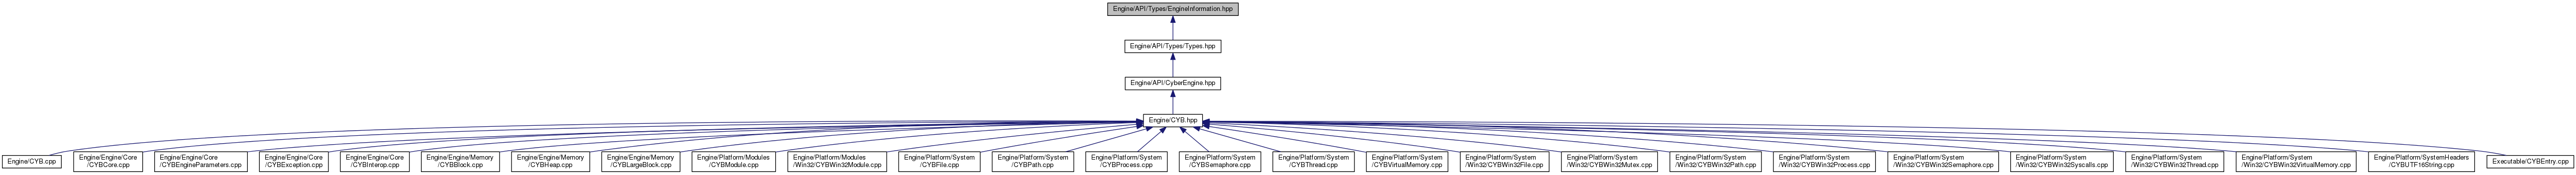 Engine/API/Types/EngineInformation.hpp
Engine/API/Types/Types.hpp
Engine/API/CyberEngine.hpp
Engine/CYB.hpp
Engine/CYB.cpp
Engine/Engine/Core
/CYBCore.cpp
Engine/Engine/Core
/CYBEngineParameters.cpp
Engine/Engine/Core
/CYBException.cpp
Engine/Engine/Core
/CYBInterop.cpp
Engine/Engine/Memory
/CYBBlock.cpp
Engine/Engine/Memory
/CYBHeap.cpp
Engine/Engine/Memory
/CYBLargeBlock.cpp
Engine/Platform/Modules
/CYBModule.cpp
Engine/Platform/Modules
/Win32/CYBWin32Module.cpp
Engine/Platform/System
/CYBFile.cpp
Engine/Platform/System
/CYBPath.cpp
Engine/Platform/System
/CYBProcess.cpp
Engine/Platform/System
/CYBSemaphore.cpp
Engine/Platform/System
/CYBThread.cpp
Engine/Platform/System
/CYBVirtualMemory.cpp
Engine/Platform/System
/Win32/CYBWin32File.cpp
Engine/Platform/System
/Win32/CYBWin32Mutex.cpp
Engine/Platform/System
/Win32/CYBWin32Path.cpp
Engine/Platform/System
/Win32/CYBWin32Process.cpp
Engine/Platform/System
/Win32/CYBWin32Semaphore.cpp
Engine/Platform/System
/Win32/CYBWin32Syscalls.cpp
Engine/Platform/System
/Win32/CYBWin32Thread.cpp
Engine/Platform/System
/Win32/CYBWin32VirtualMemory.cpp
Engine/Platform/SystemHeaders
/CYBUTF16String.cpp
Executable/CYBEntry.cpp